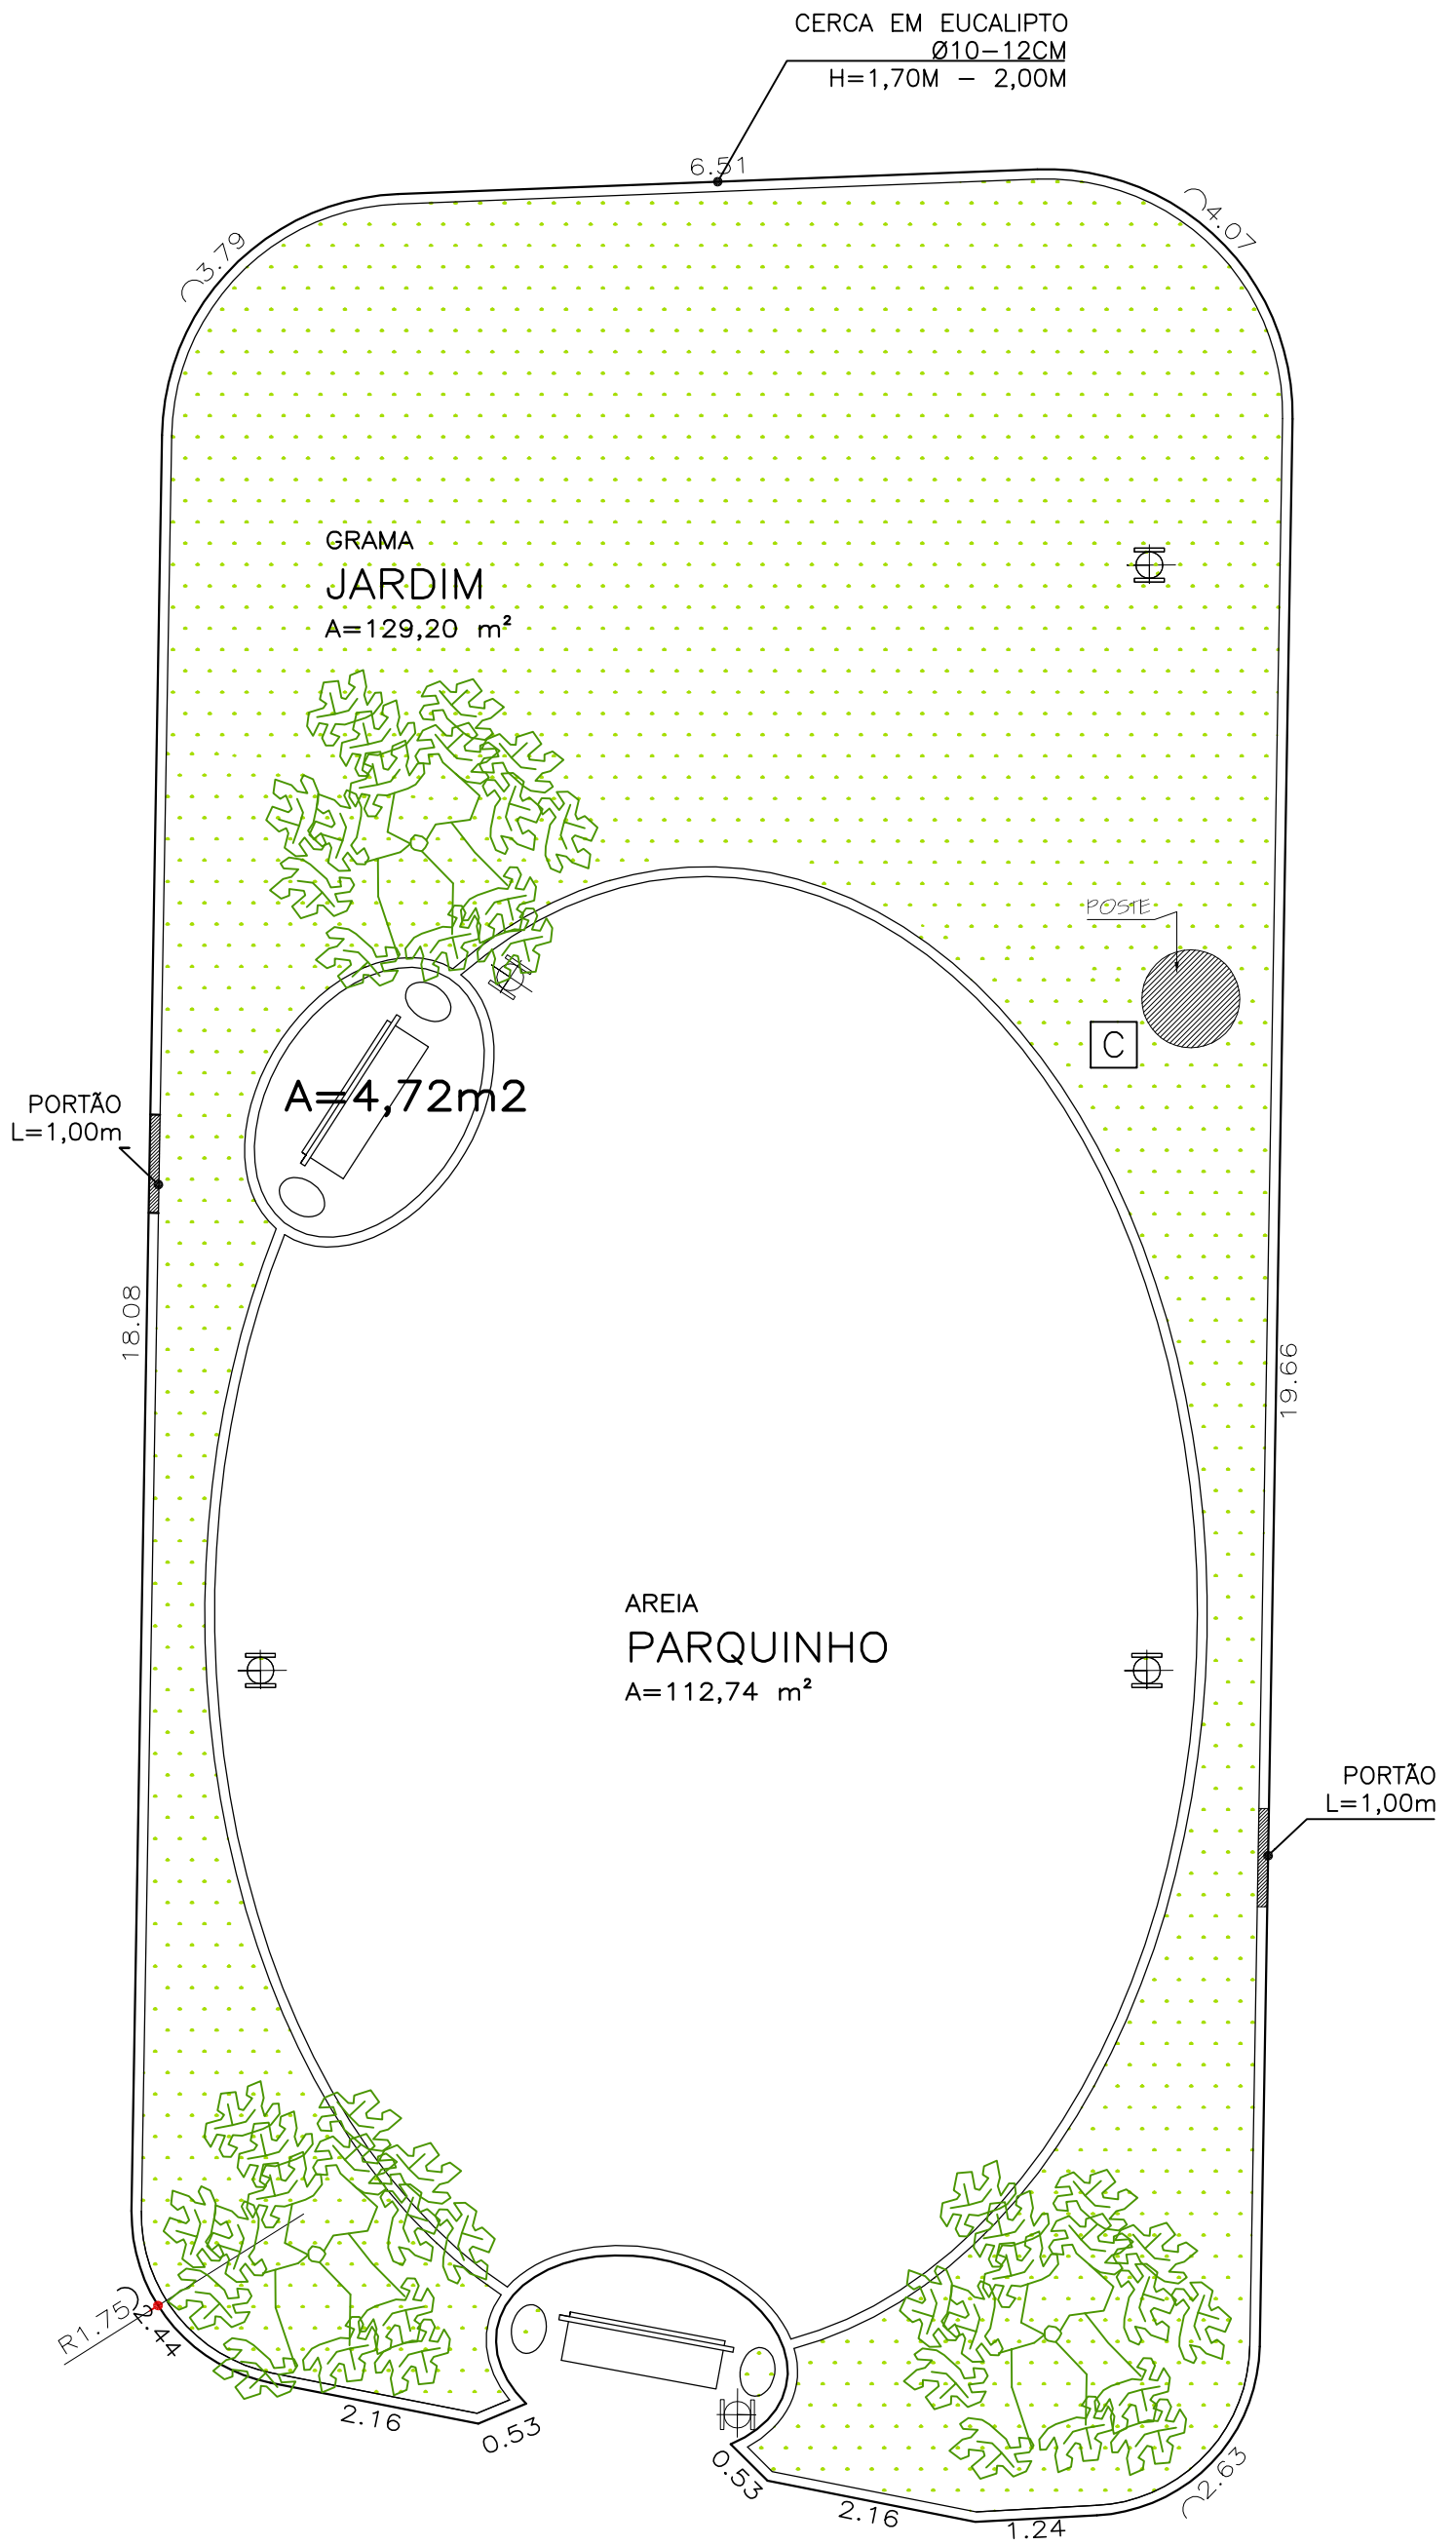 CERCA EM EUCALIPTO
Ø10-12CM
H=1,70M - 2,00M
6.51
3.79
4.07
GRAMA
JARDIM
A=129,20 m²
POSTE
C
A=4,72m2
PORTÃO
L=1,00m
18.08
19.66
AREIA
PARQUINHO
A=112,74 m²
PORTÃO
L=1,00m
R1.75
2.44
2.16
0.53
0.53
2.16
1.24
2.63